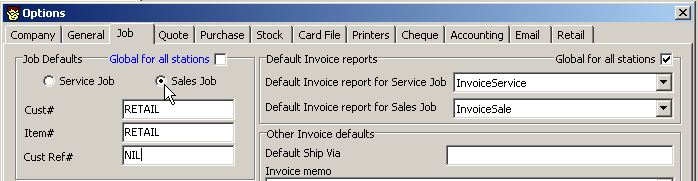 Options
Company General Job Quote Purchase Stock Card File Printers Cheque Accounting Email Retail
Job Defaults Global for all stations
Service Job Sales Job
Cust# RETAIL
Item# RETAIL
Cust Ref# NIL
Default Invoice reports Global for all stations
Default Invoice report for Service Job InvoiceService
Default Invoice report for Sales Job InvoiceSale
Other Invoice defaults
Default Ship Via
Invoice memo